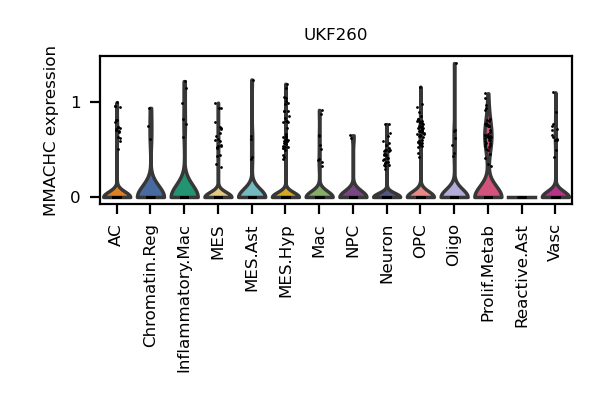 UKF260
MMACHC expression
1
0
AC
Chromatin.Reg
Inflammatory.Mac
MES
MES.Ast
MES.Hyp
Mac
NPC
Neuron
OPC
Oligo
Prolif.Metab
Reactive.Ast
Vasc